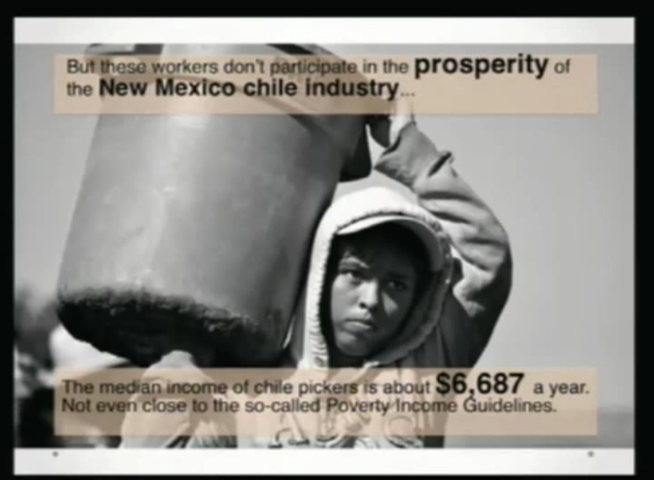 But these workers don't participate in the prosperity of
the New Mexico chile industry...
The median income of chile pickers is about $6,687 a year.
Not even close to the so-called Poverty Income Guidelines.